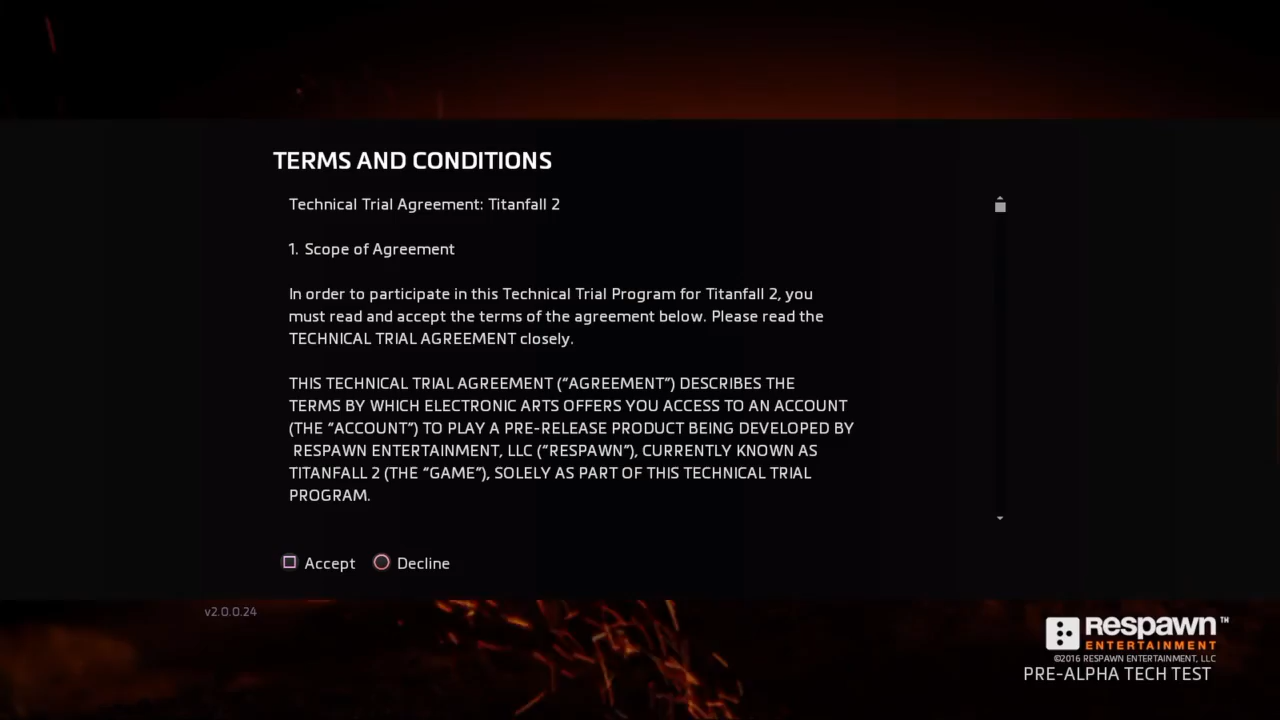 TERMS AND CONDITIONS
Technical Trial Agreement: Titanfall 2
1. Scope of Agreement
In order to participate in this Technical Trial Program for Titanfall 2, you
must read and accept the terms of the agreement below. Please read the
TECHNICAL TRIAL AGREEMENT closely.
THIS TECHNICAL TRIAL AGREEMENT (“AGREEMENT”) DESCRIBES THE
TERMS BY WHICH ELECTRONIC ARTS OFFERS YOU ACCESS TO AN ACCOUNT
(THE “ACCOUNT”) TO PLAY A PRE-RELEASE PRODUCT BEING DEVELOPED BY
RESPAWN ENTERTAINMENT, LLC (“RESPAWN”), CURRENTLY KNOWN AS
TITANFALL 2 (THE “GAME”), SOLELY AS PART OF THIS TECHNICAL TRIAL
PROGRAM.
Accept Decline
v2.0.0.24
Respawn™
ENTERTAINMENT
©2016 RESPAWN ENTERTAINMENT, LLC
PRE-ALPHA TECH TEST